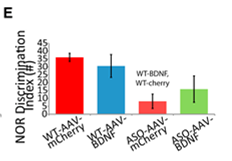 E
NOR Discrimination
Index (#)
45
40
35
30
25
20
15
10
5
0
WT-BDNF,
WT-cherry
WT-AAV-
mCherry
WT-AAV-
BDNF
ASO-AAV-
mCherry
ASO-AAV-
BDNF